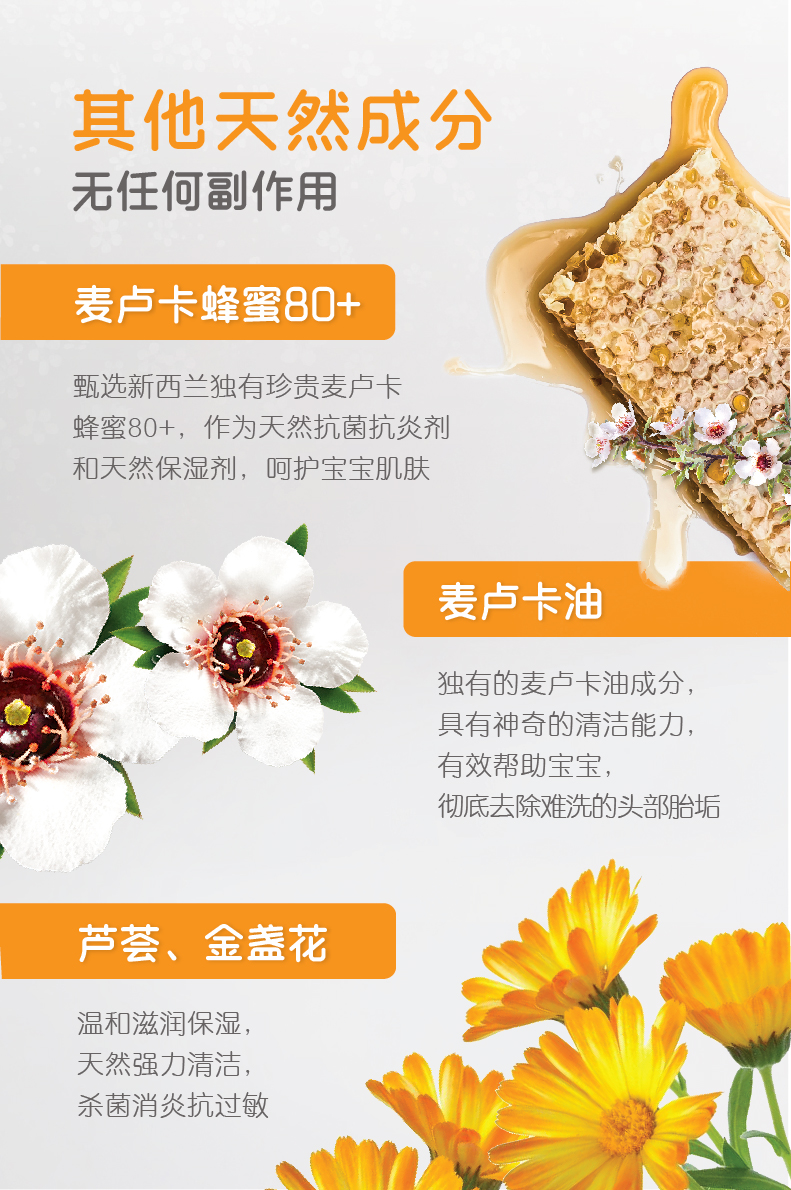 其他天然成分
无任何副作用
麦卢卡蜂蜜80+
甄选新西兰独有珍贵麦卢卡
蜂蜜80+，作为天然抗菌抗炎剂
和天然保湿剂，呵护宝宝肌肤
麦卢卡油
独有的麦卢卡油成分，
具有神奇的清洁能力，
有效帮助宝宝，
彻底去除难洗的头部胎垢
芦荟、金盏花
温和滋润保湿，
天然强力清洁，
杀菌消炎抗过敏